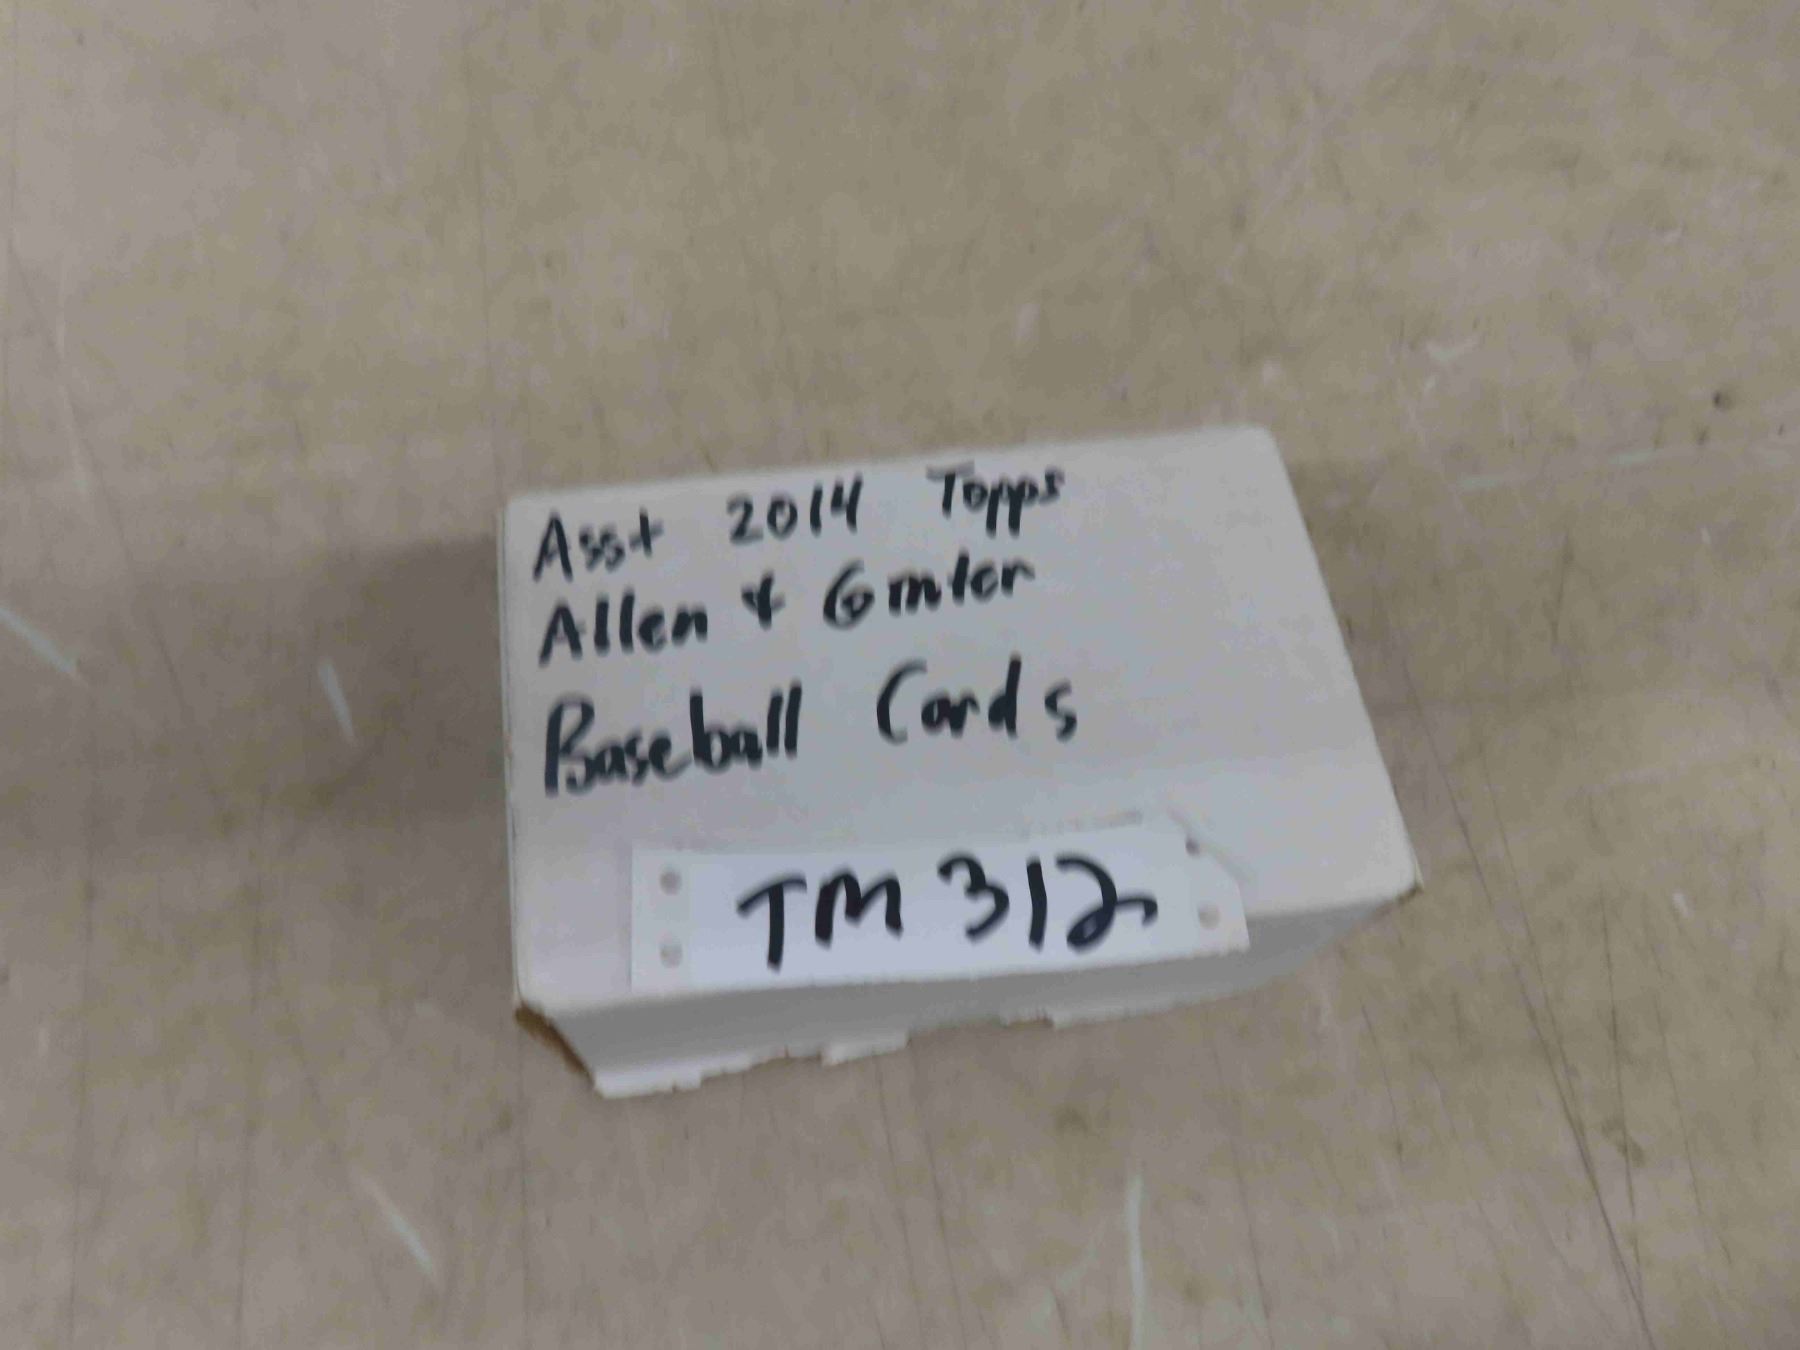 Asst 2014 Topps
Allen & Ginter
Baseball Cards
TM 312